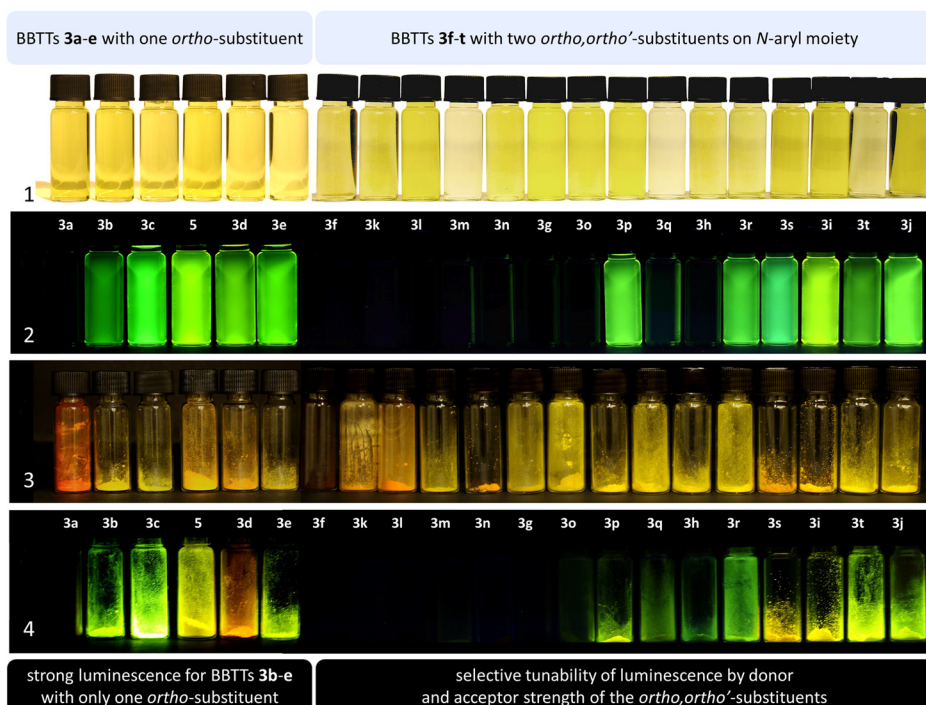 BBTTs 3a-e with one ortho-substituent
BBTTs 3f-t with two ortho,ortho'-substituents on N-aryl moiety
1
3a 3b 3c 5 3d 3e 3f 3k 3l 3m 3n 3g 3o 3p 3q 3h 3r 3s 3i 3t 3j
2
3
3a 3b 3c 5 3d 3e 3f 3k 3l 3m 3n 3g 3o 3p 3q 3h 3r 3s 3i 3t 3j
4
strong luminescence for BBTTs 3b-e
with only one ortho-substituent
selective tunability of luminescence by donor
and acceptor strength of the ortho,ortho'-substituents